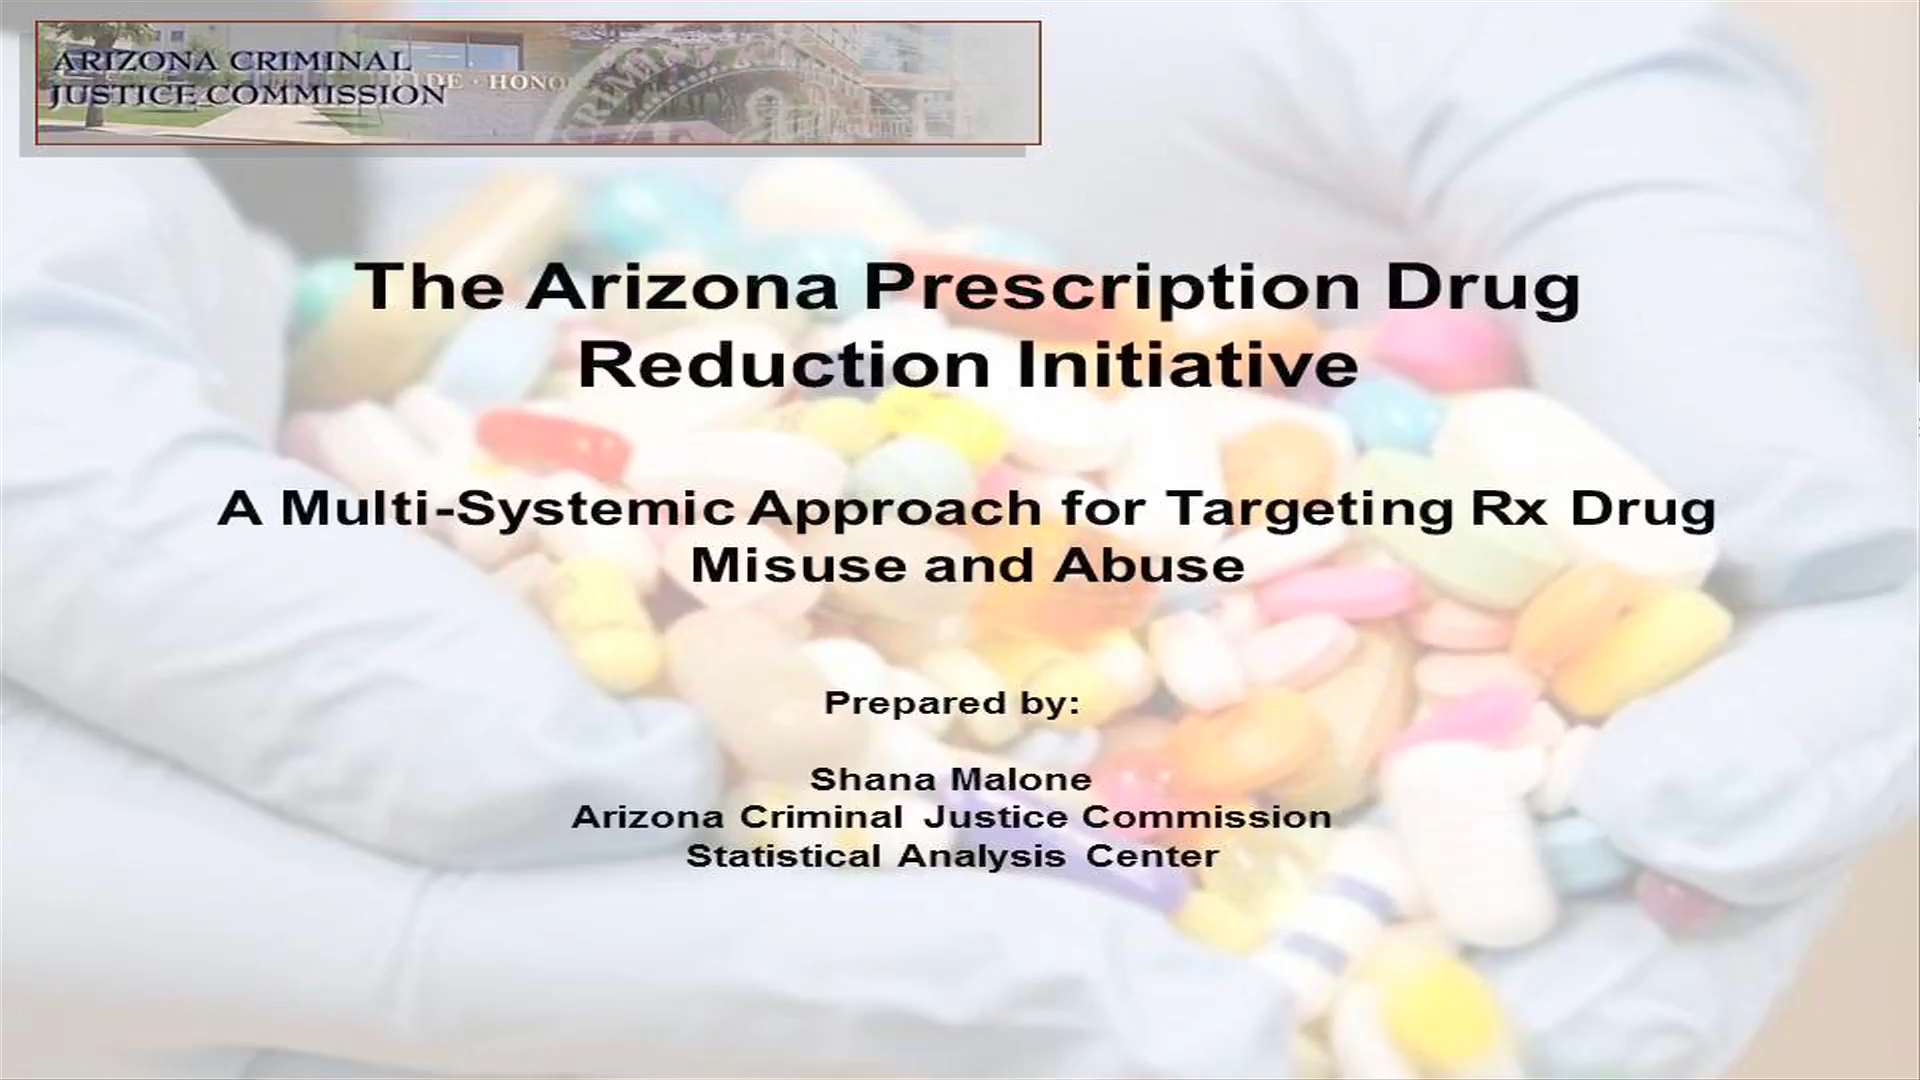 ARIZONA CRIMINAL
JUSTICE COMMISSION
The Arizona Prescription Drug
Reduction Initiative
A Multi-Systemic Approach for Targeting Rx Drug
Misuse and Abuse
Prepared by:
Shana Malone
Arizona Criminal Justice Commission
Statistical Analysis Center